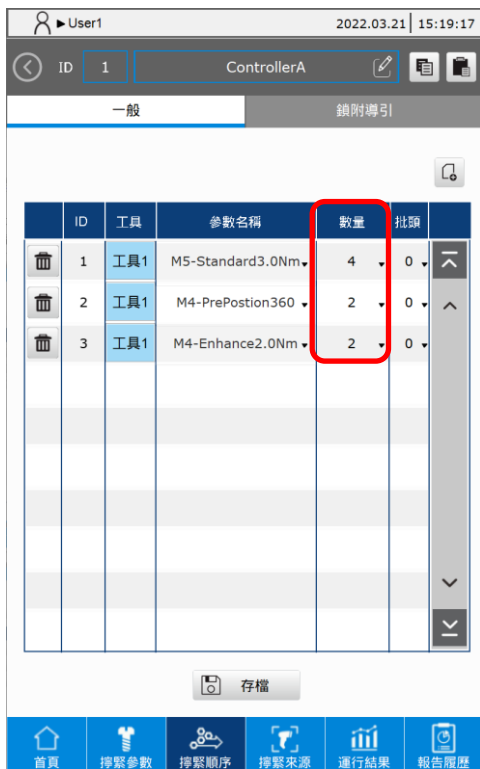 ►User1 2022.03.21 15:19:17
ID 1 ControllerA
一般 鎖附導引
ID 工具 參數名稱 數量 批頭
1 工具1 M5-Standard3.0Nm 4 0
2 工具1 M4-PrePostion360 2 0
3 工具1 M4-Enhance2.0Nm 2 0
存檔
首頁 擰緊參數 擰緊順序 擰緊來源 運行結果 報告履歷